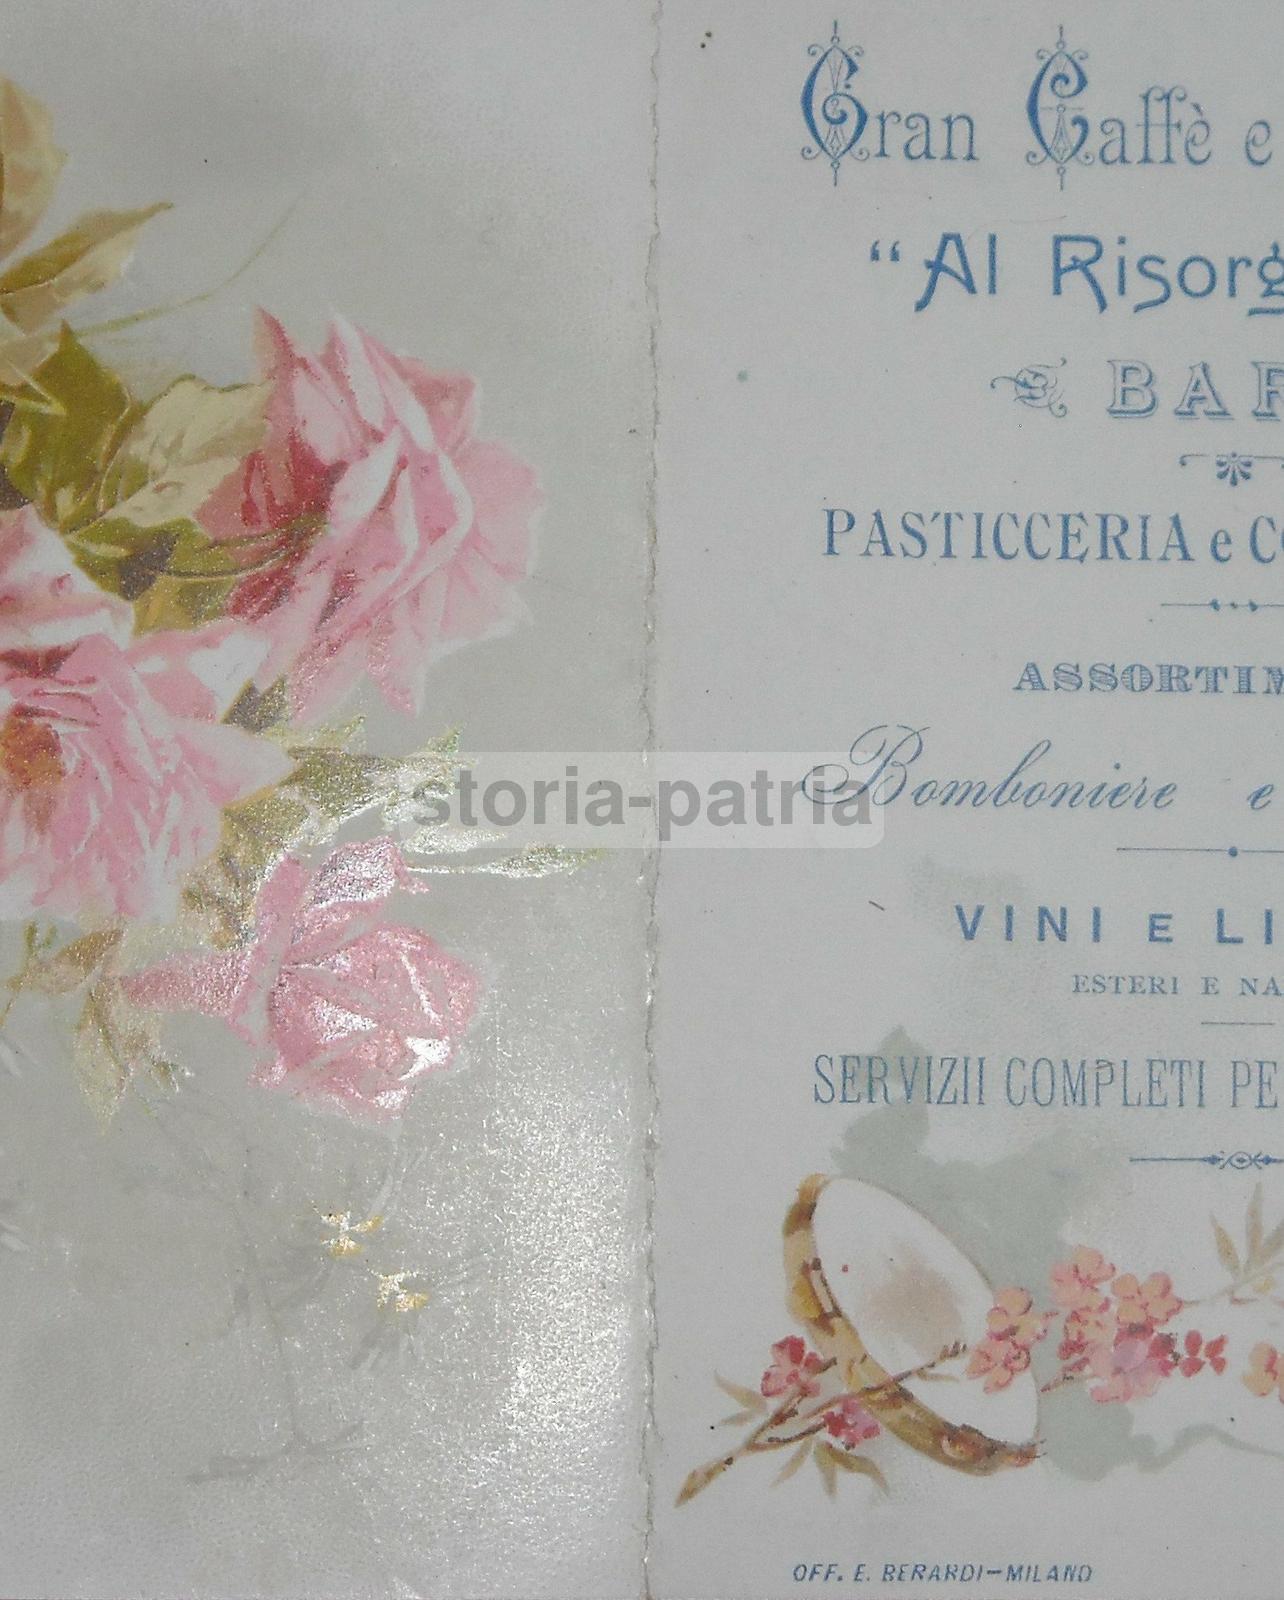 Gran Caffè e
“Al Risorg
BAR
PASTICCERIA e CO
ASSORTIM
storia-patria
Bomboniere e
VINI E LI
ESTERI E NA
SERVIZII COMPLETI PE
OFF. E. BERARDI–MILANO